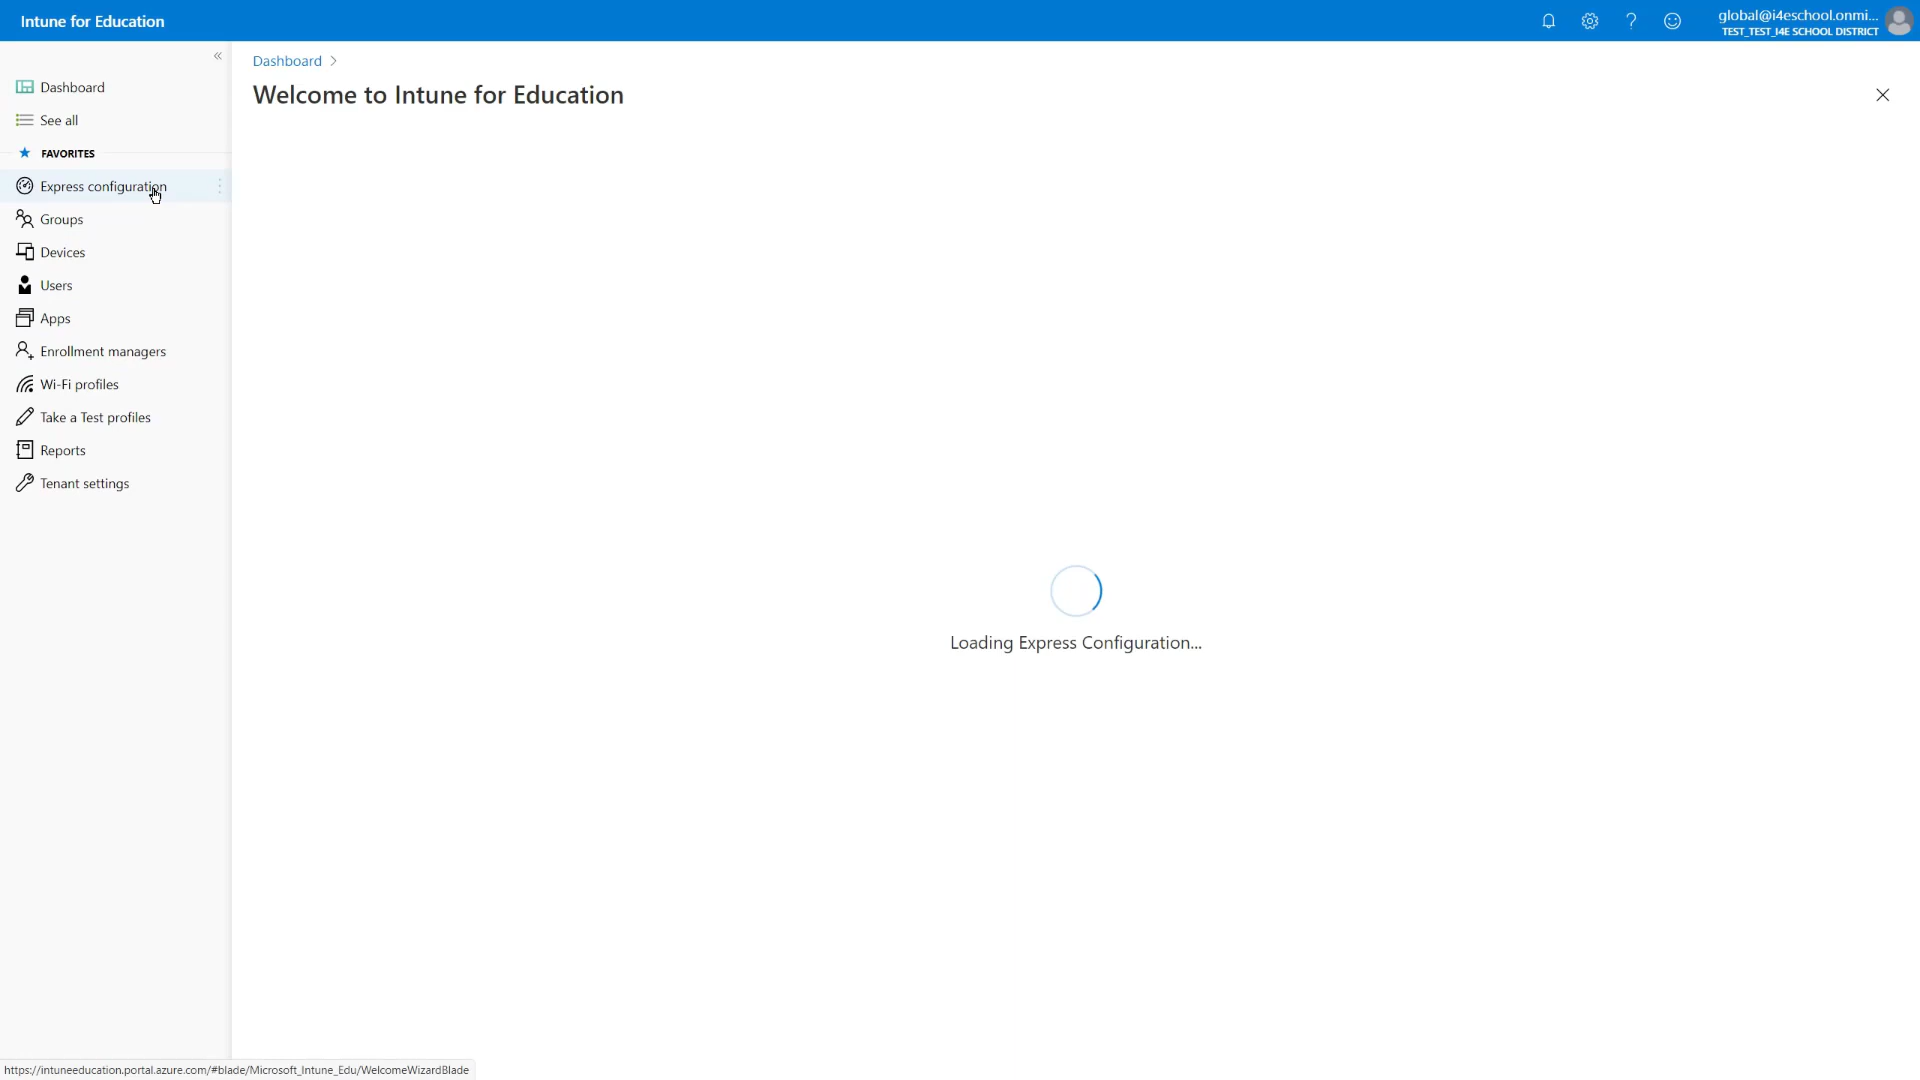 Intune for Education
global@i4eschool.onmi...
TEST_TEST_I4E SCHOOL DISTRICT
Dashboard
See all
FAVORITES
Express configuration
Groups
Devices
Users
Apps
Enrollment managers
Wi-Fi profiles
Take a Test profiles
Reports
Tenant settings
Dashboard
Welcome to Intune for Education
Loading Express Configuration...
https://intuneeducation.portal.azure.com/#blade/Microsoft_Intune_Edu/WelcomeWizardBlade